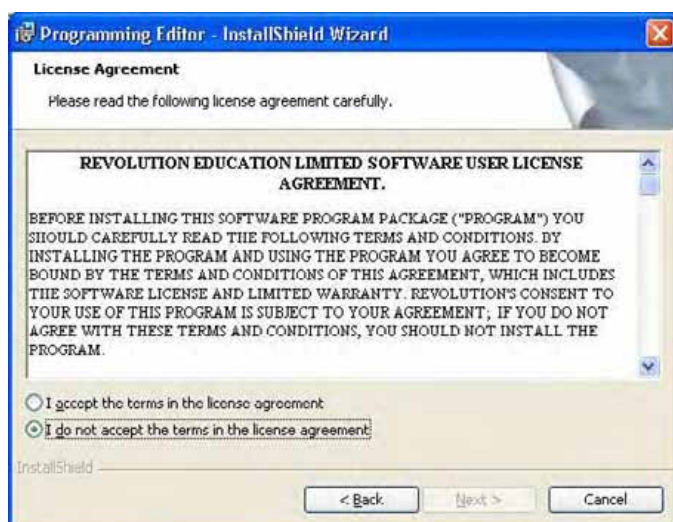 Programming Editor - InstallShield Wizard
License Agreement
Please read the following license agreement carefully.
REVOLUTION EDUCATION LIMITED SOFTWARE USER LICENSE
AGREEMENT.
BEFORE INSTALLING THIS SOFTWARE PROGRAM PACKAGE ("PROGRAM") YOU
SHOULD CAREFULLY READ THE FOLLOWING TERMS AND CONDITIONS. BY
INSTALLING THE PROGRAM AND USING THE PROGRAM YOU AGREE TO BECOME
BOUND BY THE TERMS AND CONDITIONS OF THIS AGREEMENT, WHICH INCLUDES
THE SOFTWARE LICENSE AND LIMITED WARRANTY. REVOLUTION'S CONSENT TO
YOUR USE OF THIS PROGRAM IS SUBJECT TO YOUR AGREEMENT; IF YOU DO NOT
AGREE WITH THESE TERMS AND CONDITIONS, YOU SHOULD NOT INSTALL THE
PROGRAM.
I accept the terms in the license agreement
I do not accept the terms in the license agreement
InstallShield
< Back Next > Cancel